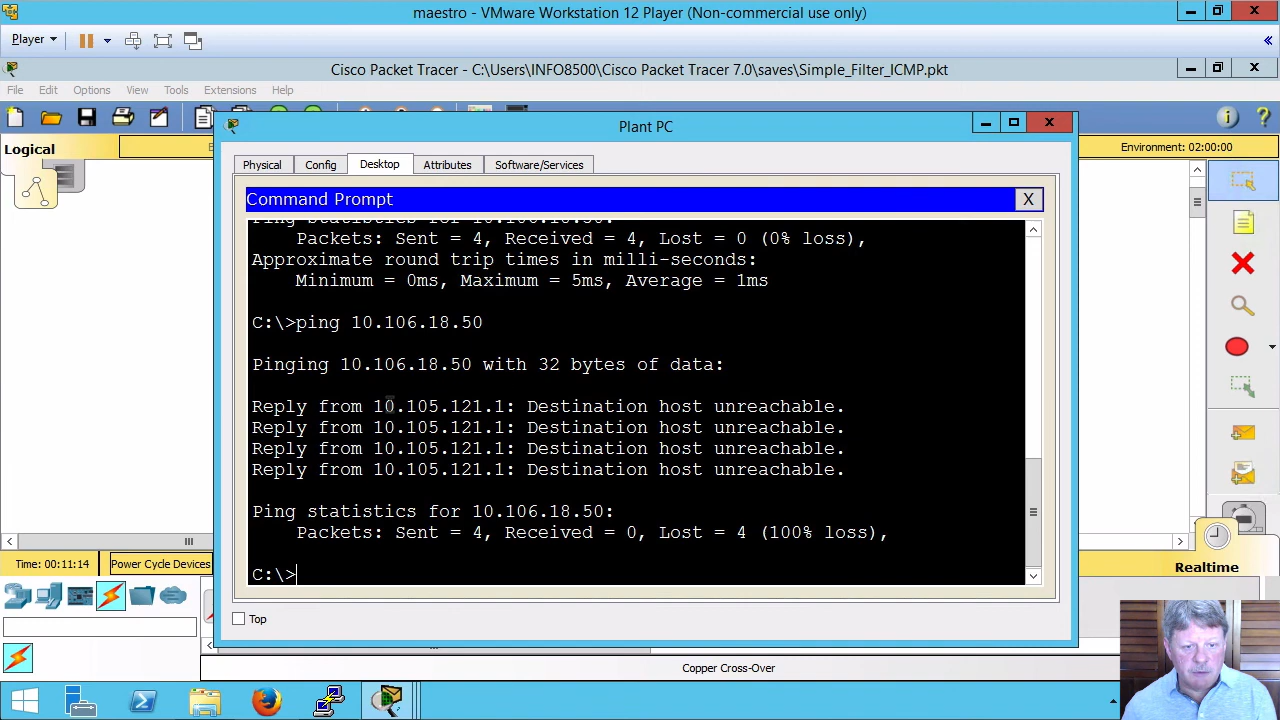 maestro - VMware Workstation 12 Player (Non-commercial use only)
Player
Cisco Packet Tracer - C:\Users\INFO8500\Cisco Packet Tracer 7.0\saves\Simple_Filter_ICMP.pkt
File Edit Options View Tools Extensions Help
Plant PC
Logical
Environment: 02:00:00
Physical Config Desktop Attributes Software/Services
Command Prompt
X
Packets: Sent = 4, Received = 4, Lost = 0 (0% loss),
Approximate round trip times in milli-seconds:
Minimum = 0ms, Maximum = 5ms, Average = 1ms
C:\>ping 10.106.18.50
Pinging 10.106.18.50 with 32 bytes of data:
Reply from 10.105.121.1: Destination host unreachable.
Reply from 10.105.121.1: Destination host unreachable.
Reply from 10.105.121.1: Destination host unreachable.
Reply from 10.105.121.1: Destination host unreachable.
Ping statistics for 10.106.18.50:
Packets: Sent = 4, Received = 0, Lost = 4 (100% loss),
C:\>
Time: 00:11:14 Power Cycle Devices
Realtime
Top
Copper Cross-Over